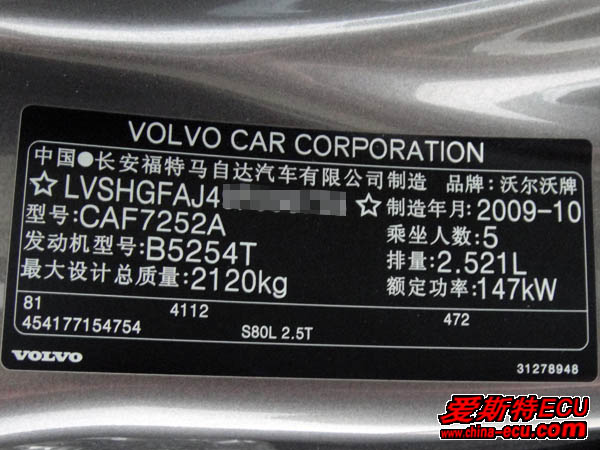 VOLVO CAR CORPORATION
中国●长安福特马自达汽车有限公司制造 品牌:沃尔沃牌
☆LVSHGFAJ4 ☆ 制造年月:2009-10
型号:CAF7252A 乘坐人数:5
发动机型号:B5254T 排量:2.521L
最大设计总质量:2120kg 额定功率:147kW
81 4112 472
454177154754 S80L 2.5T
VOLVO 31278948
爱斯特ECU
www.china-ecu.com